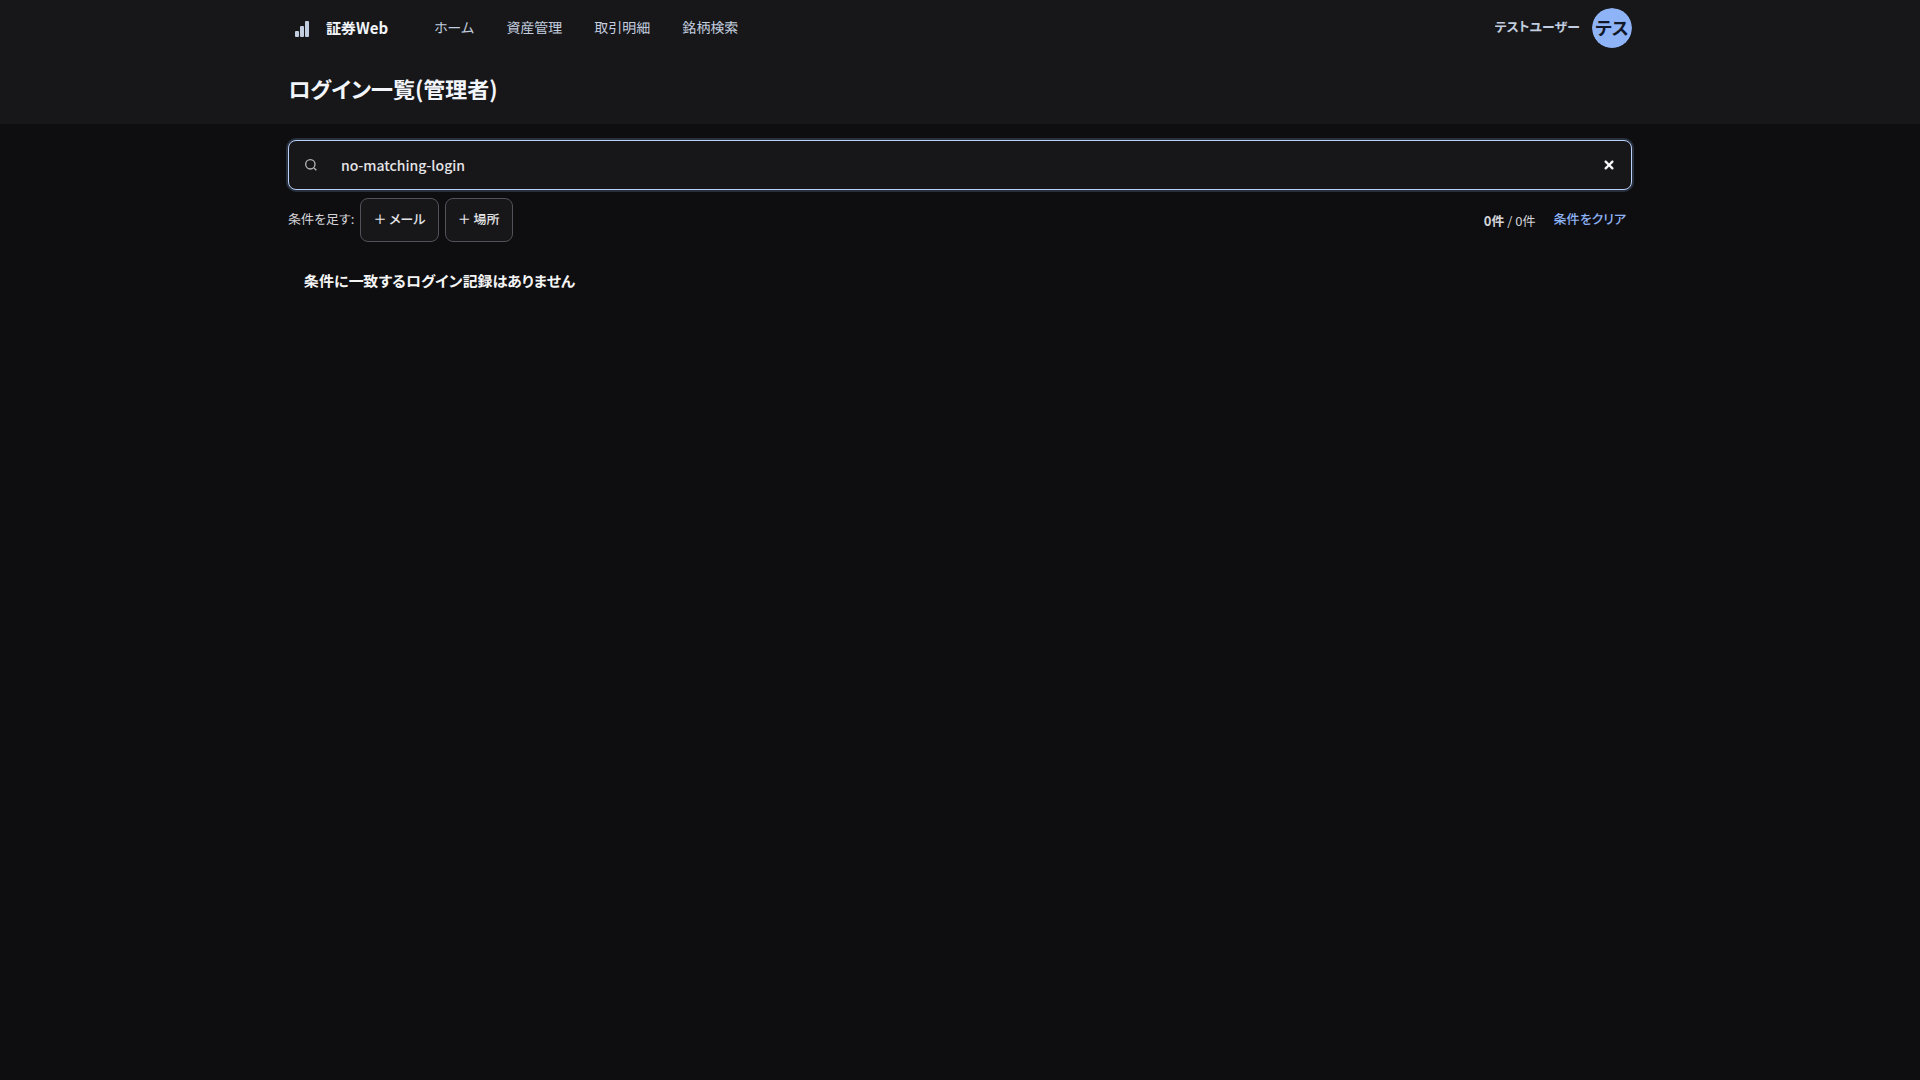 証券Web ホーム 資産管理 取引明細 銘柄検索 テストユーザー テス
ログイン一覧(管理者)
no-matching-login
条件を足す: ＋メール ＋場所 0件 / 0件 条件をクリア
条件に一致するログイン記録はありません